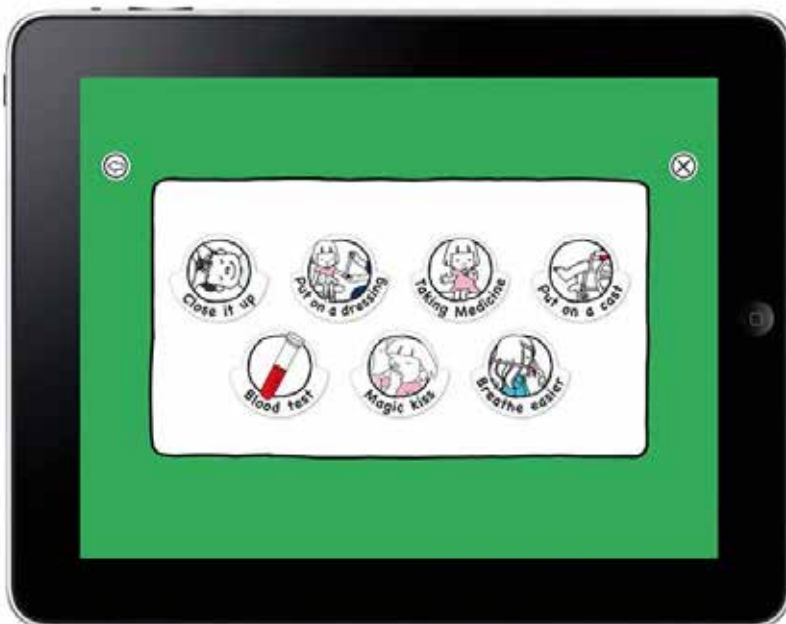 Close it up
Put on a dressing
Taking Medicine
Put on a cast
Blood test
Magic kiss
Breathe easier